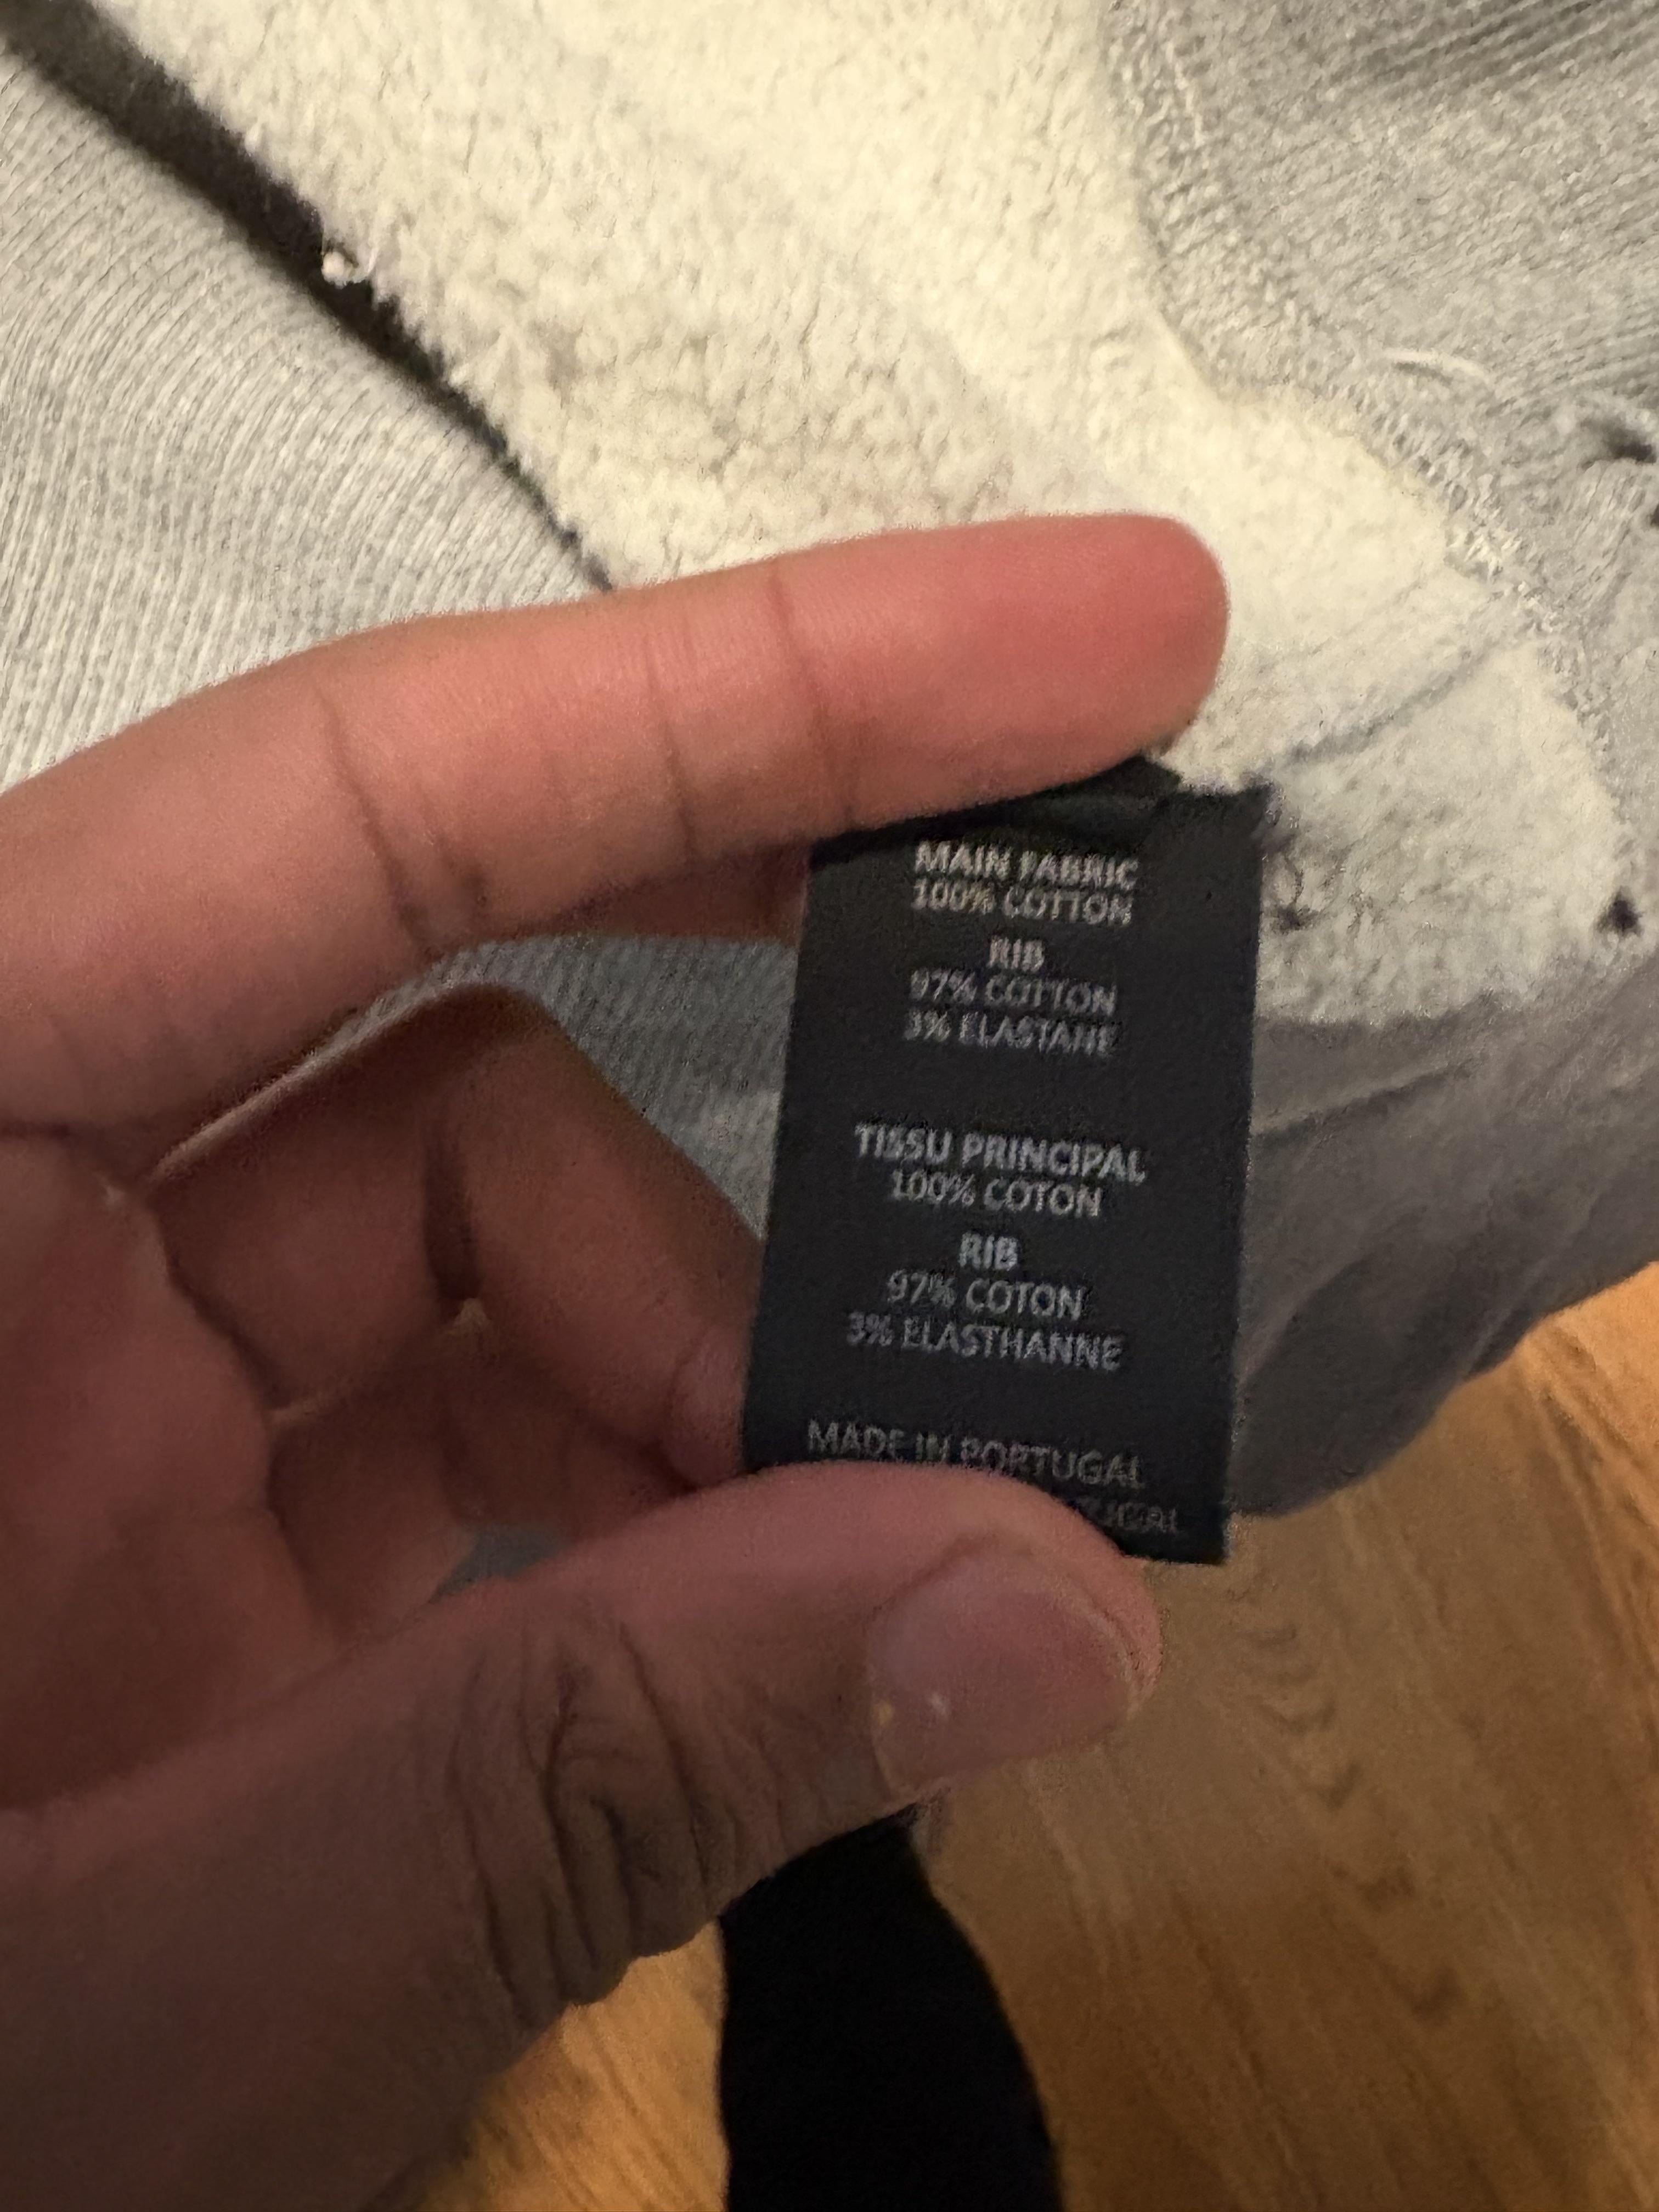 MAIN FABRIC
100% COTTON
RIB
97% COTTON
3% ELASTANE
TISSU PRINCIPAL
100% COTON
RIB
97% COTON
3% ELASTHANNE
MADE IN PORTUGAL